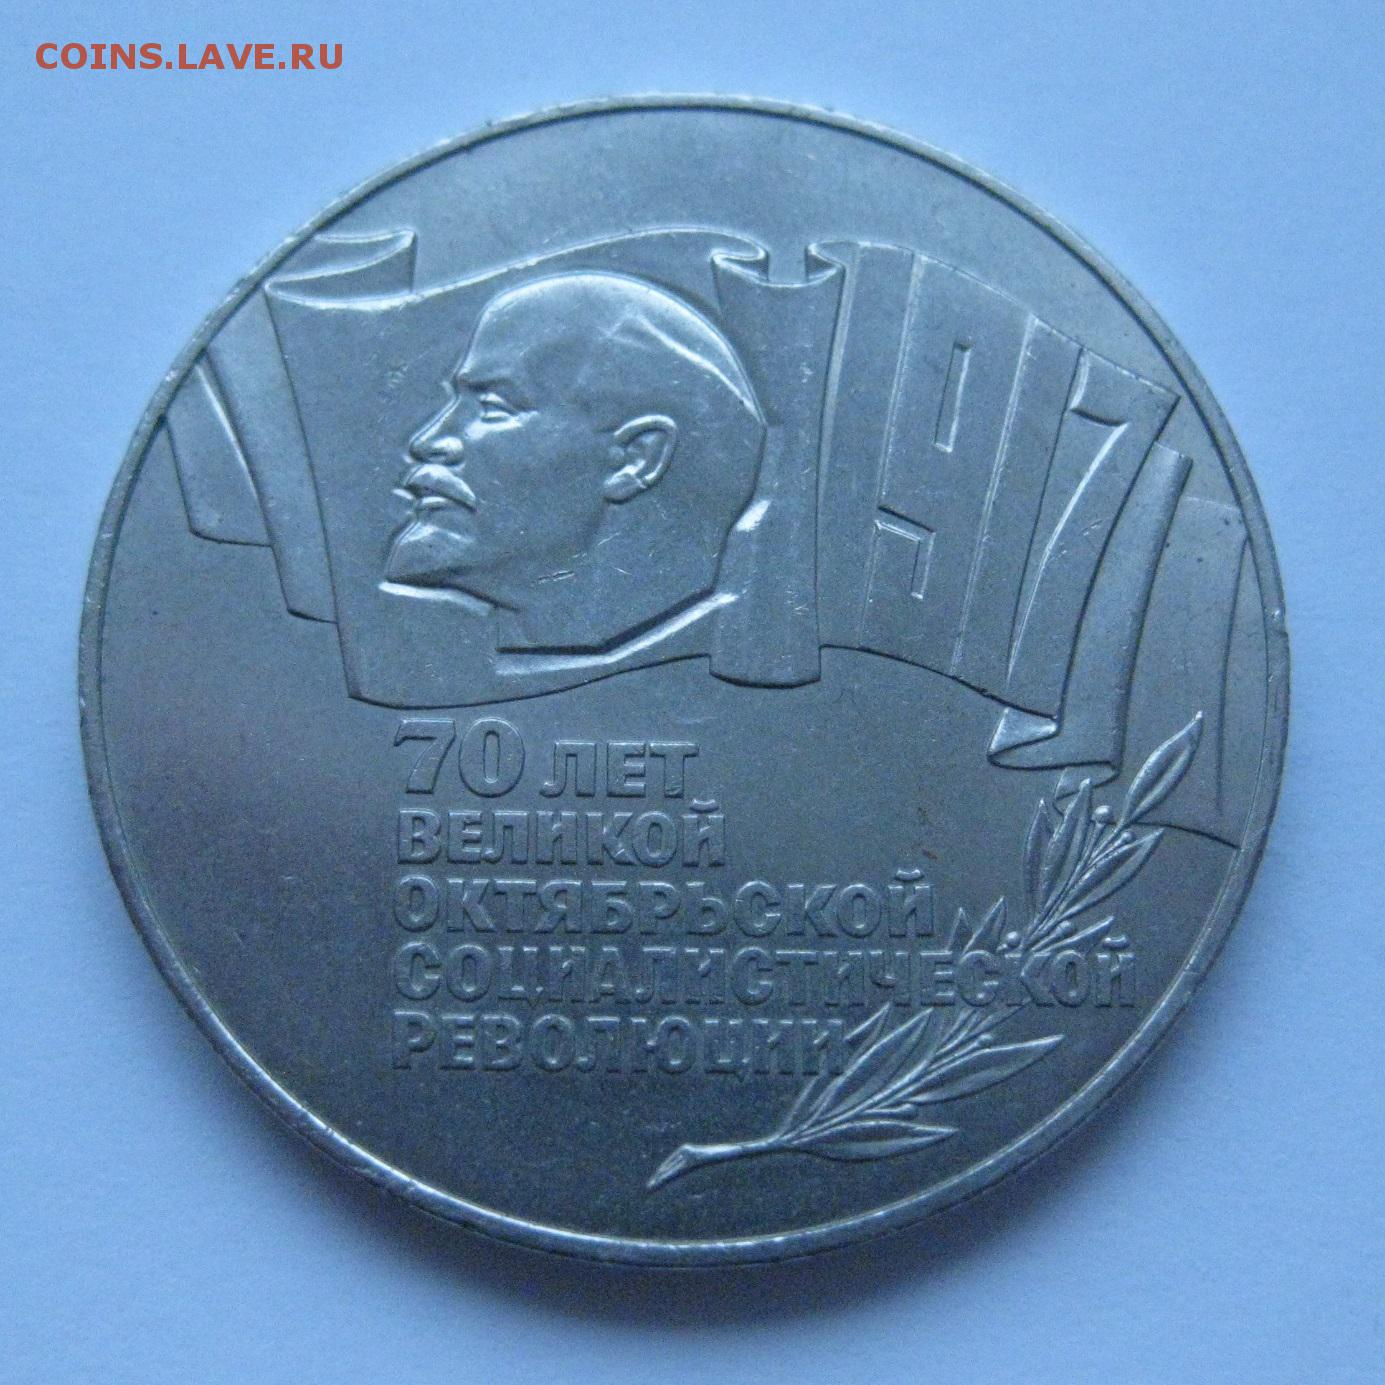 COINS.LAVE.RU
1917
70 ЛЕТ
ВЕЛИКОЙ
ОКТЯБРЬСКОЙ
СОЦИАЛИСТИЧЕСКОЙ
РЕВОЛЮЦИИ